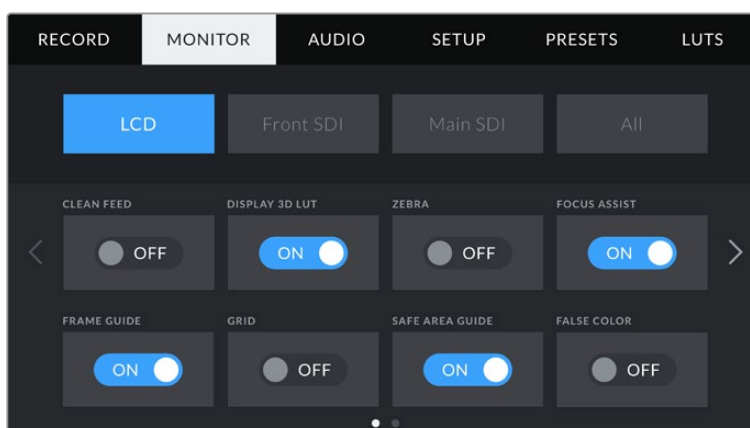 RECORD MONITOR AUDIO SETUP PRESETS LUTS
LCD Front SDI Main SDI All
CLEAN FEED DISPLAY 3D LUT ZEBRA FOCUS ASSIST
OFF ON OFF ON
FRAME GUIDE GRID SAFE AREA GUIDE FALSE COLOR
ON OFF ON OFF